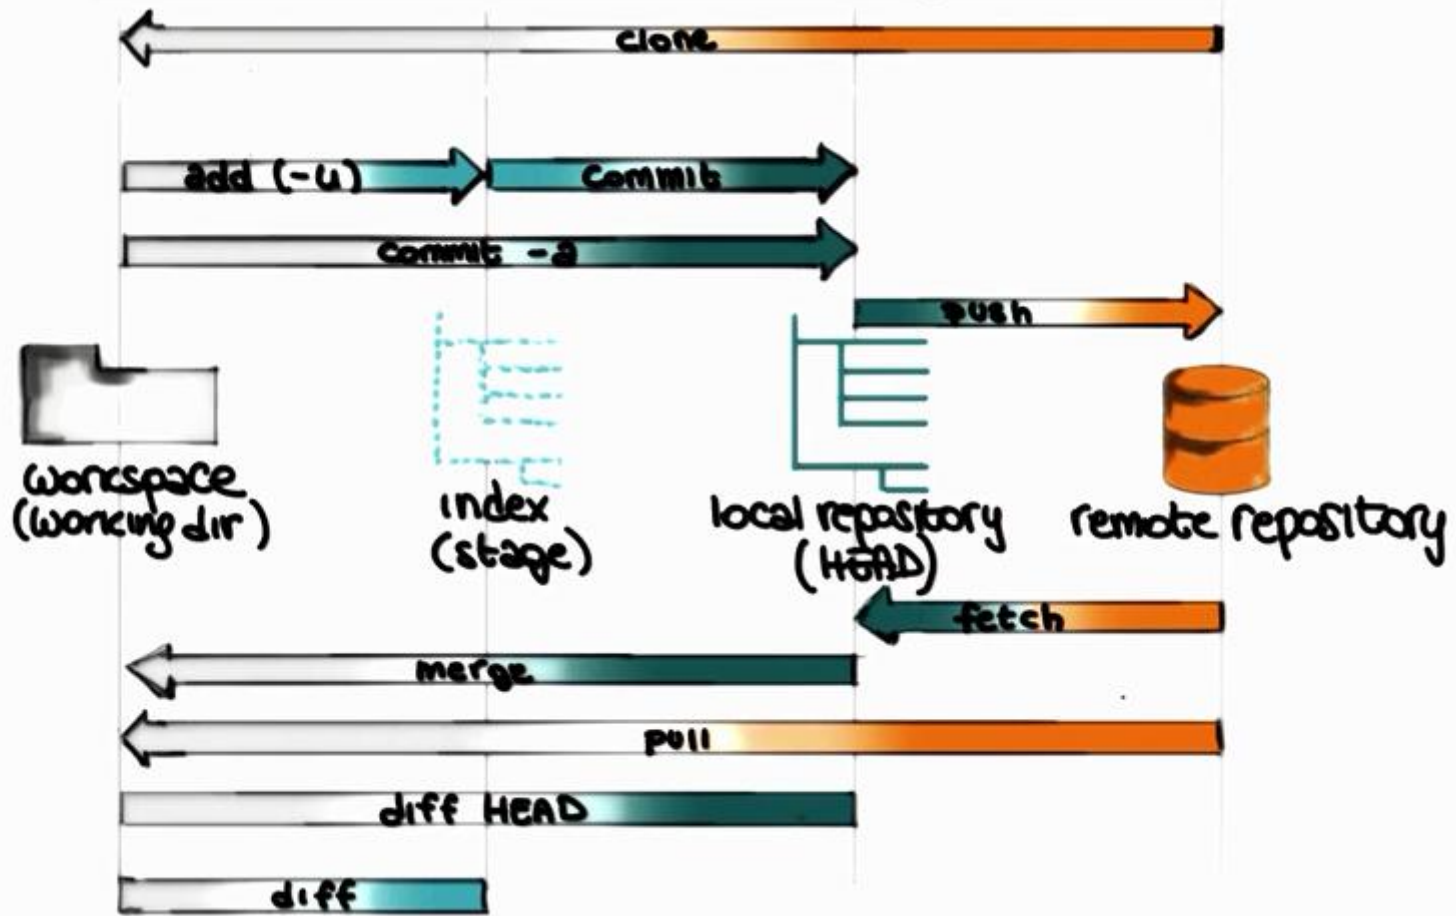 clone
add (-u)
commit
commit -a
push
workspace
(working dir)
index
(stage)
local repository
(HEAD)
remote repository
fetch
merge
pull
diff HEAD
diff